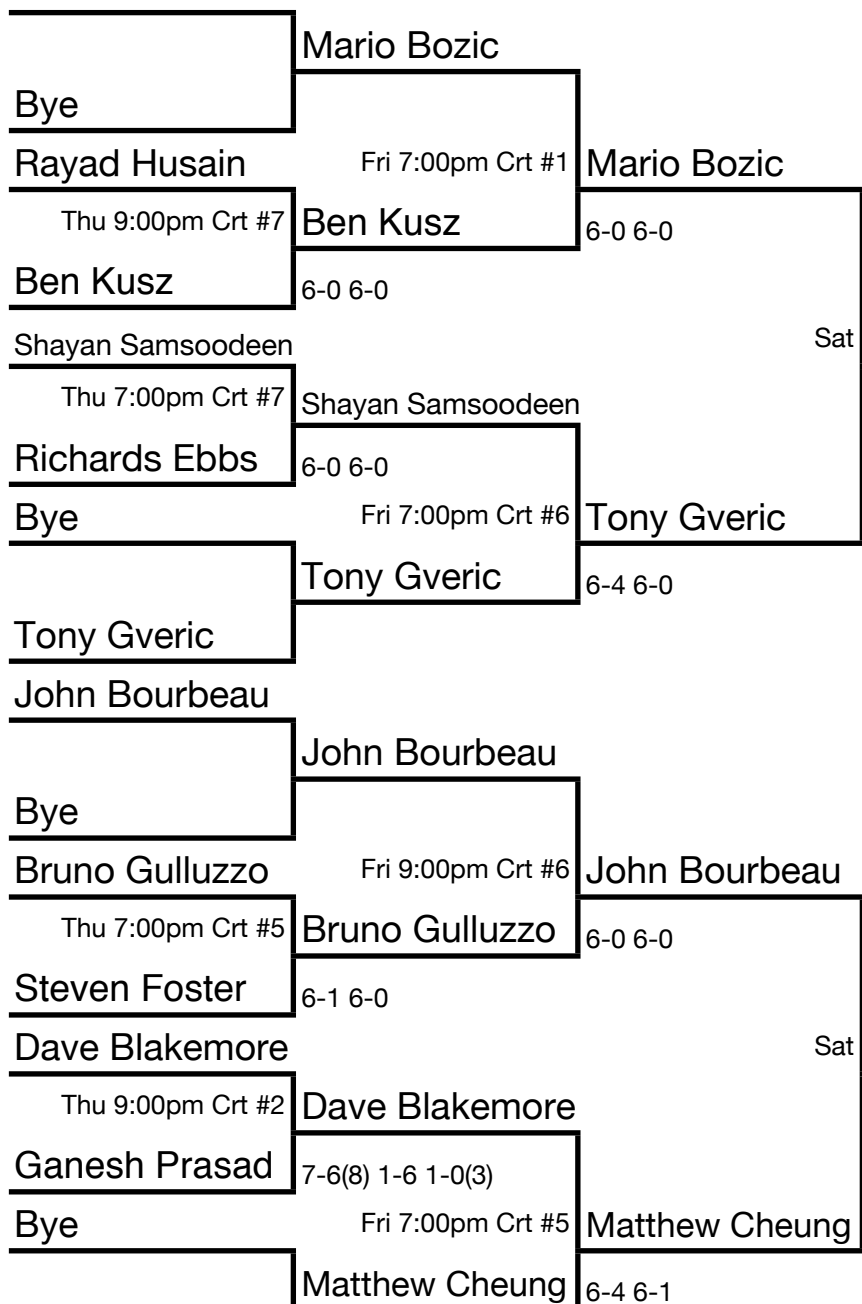 Mario Bozic
Bye
Rayad Husain
Fri 7:00pm Crt #1
Mario Bozic
Thu 9:00pm Crt #7
Ben Kusz
6-0 6-0
Ben Kusz
6-0 6-0
Shayan Samsoodeen
Sat
Thu 7:00pm Crt #7
Shayan Samsoodeen
Richards Ebbs
6-0 6-0
Bye
Fri 7:00pm Crt #6
Tony Gveric
Tony Gveric
6-4 6-0
Tony Gveric
John Bourbeau
John Bourbeau
Bye
Bruno Gulluzzo
Fri 9:00pm Crt #6
John Bourbeau
Thu 7:00pm Crt #5
Bruno Gulluzzo
6-0 6-0
Steven Foster
6-1 6-0
Dave Blakemore
Sat
Thu 9:00pm Crt #2
Dave Blakemore
Ganesh Prasad
7-6(8) 1-6 1-0(3)
Bye
Fri 7:00pm Crt #5
Matthew Cheung
Matthew Cheung
6-4 6-1